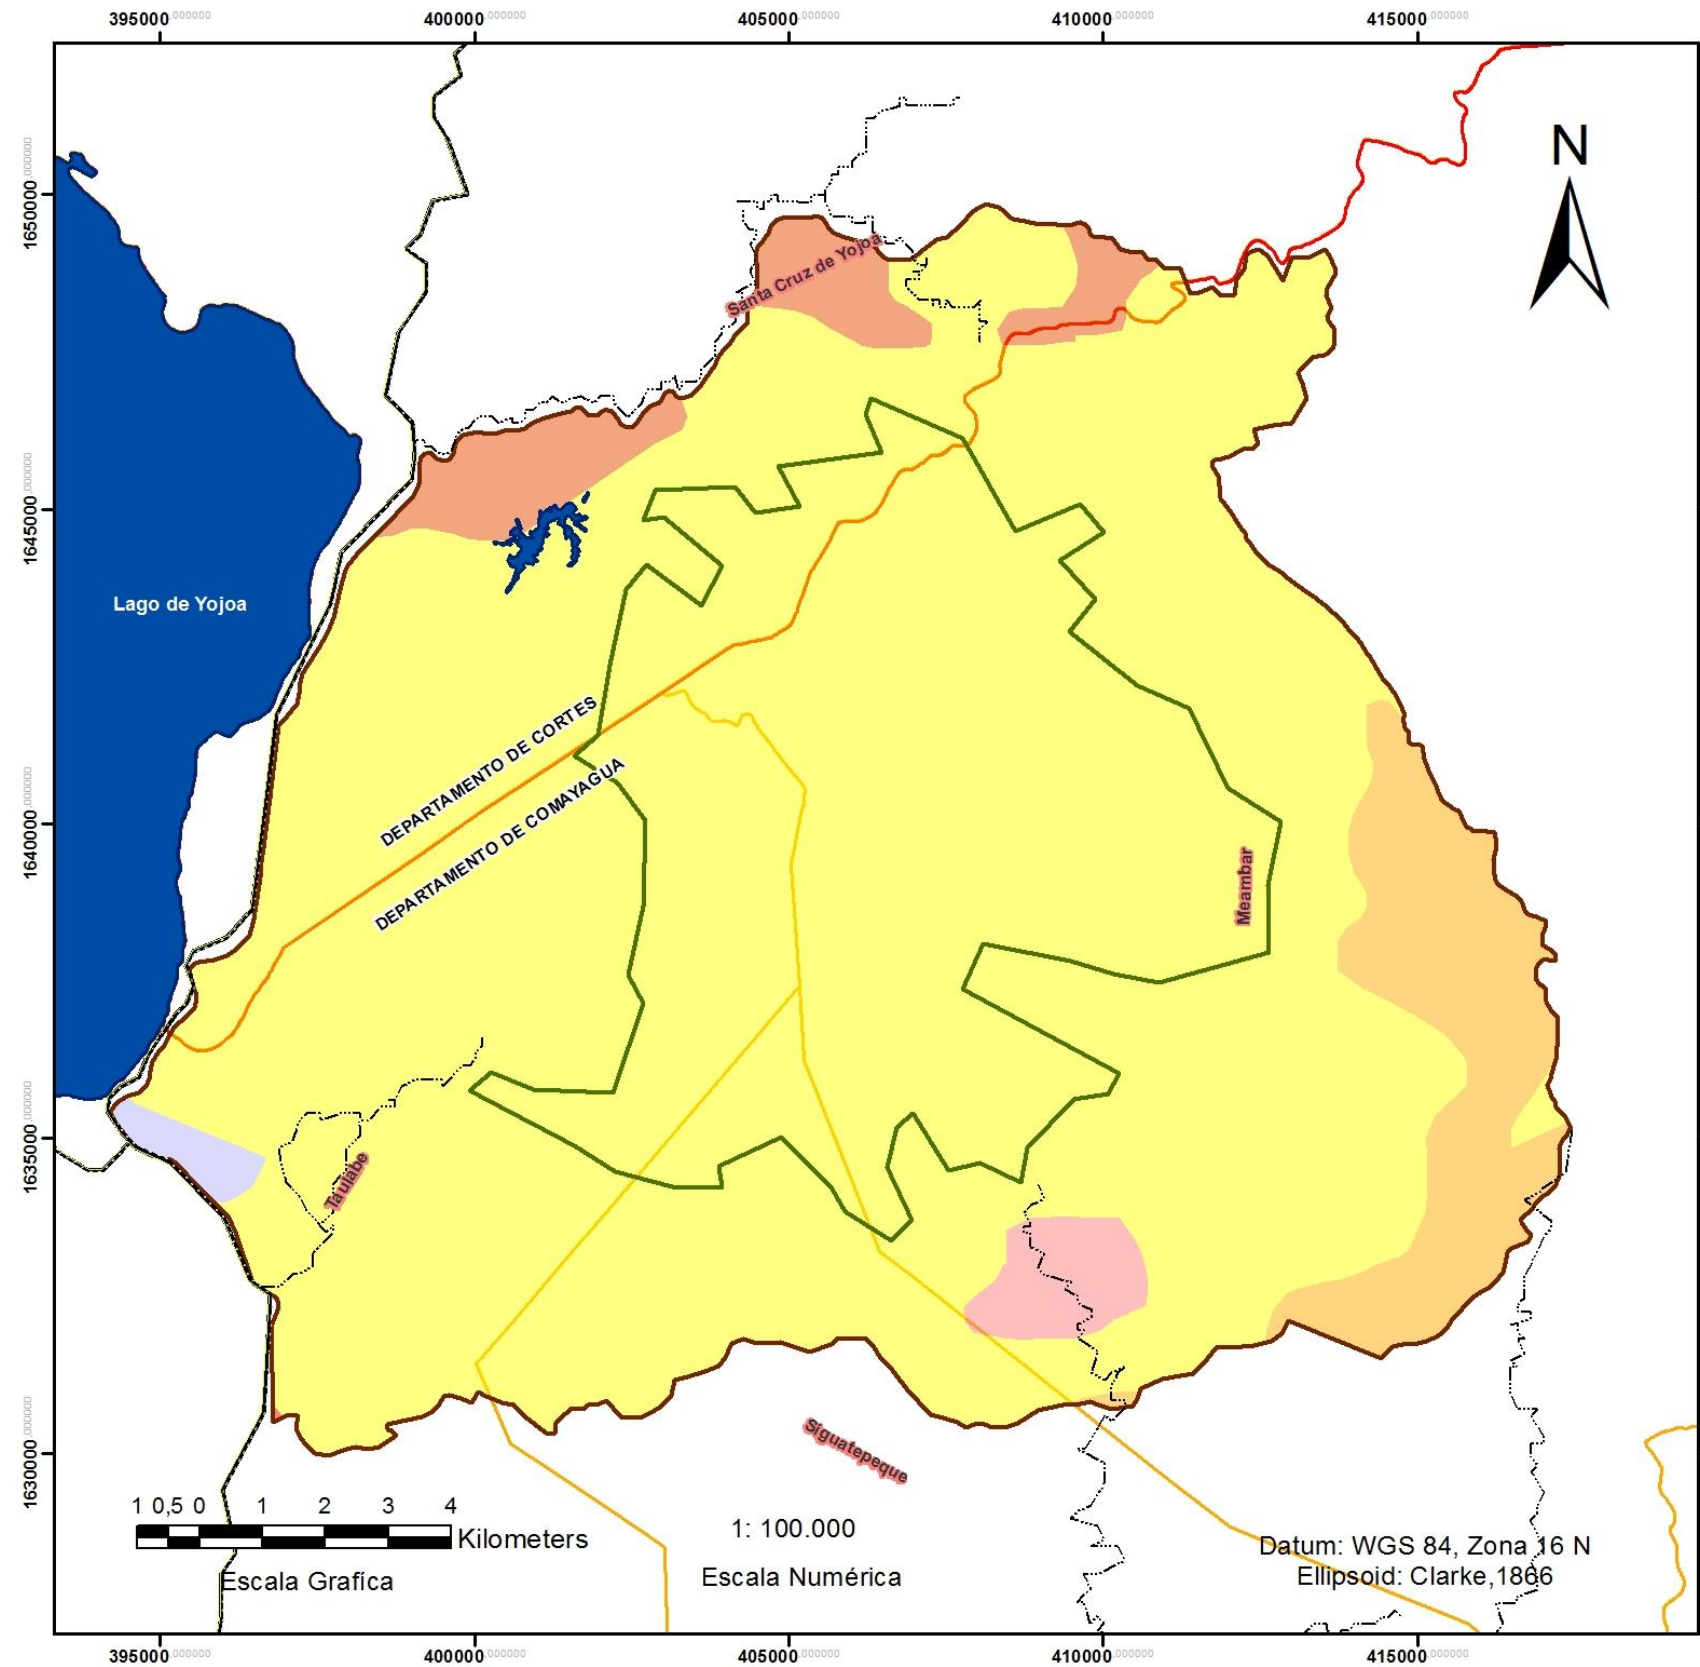 395000,000000 400000,000000 405000,000000 410000,000000 415000,000000
N
1650000,000000
Santa Cruz de Yojoa
1645000,000000
Lago de Yojoa
DEPARTAMENTO DE CORTES
DEPARTAMENTO DE COMAYAGUA
1640000,000000
Meambar
1635000,000000
Taulabe
Siguatepeque
1630000,000000
1 0,5 0 1 2 3 4
Kilometers
Escala Grafica
1: 100.000
Escala Numérica
Datum: WGS 84, Zona 16 N
Ellipsoid: Clarke,1866
395000,000000 400000,000000 405000,000000 410000,000000 415000,000000